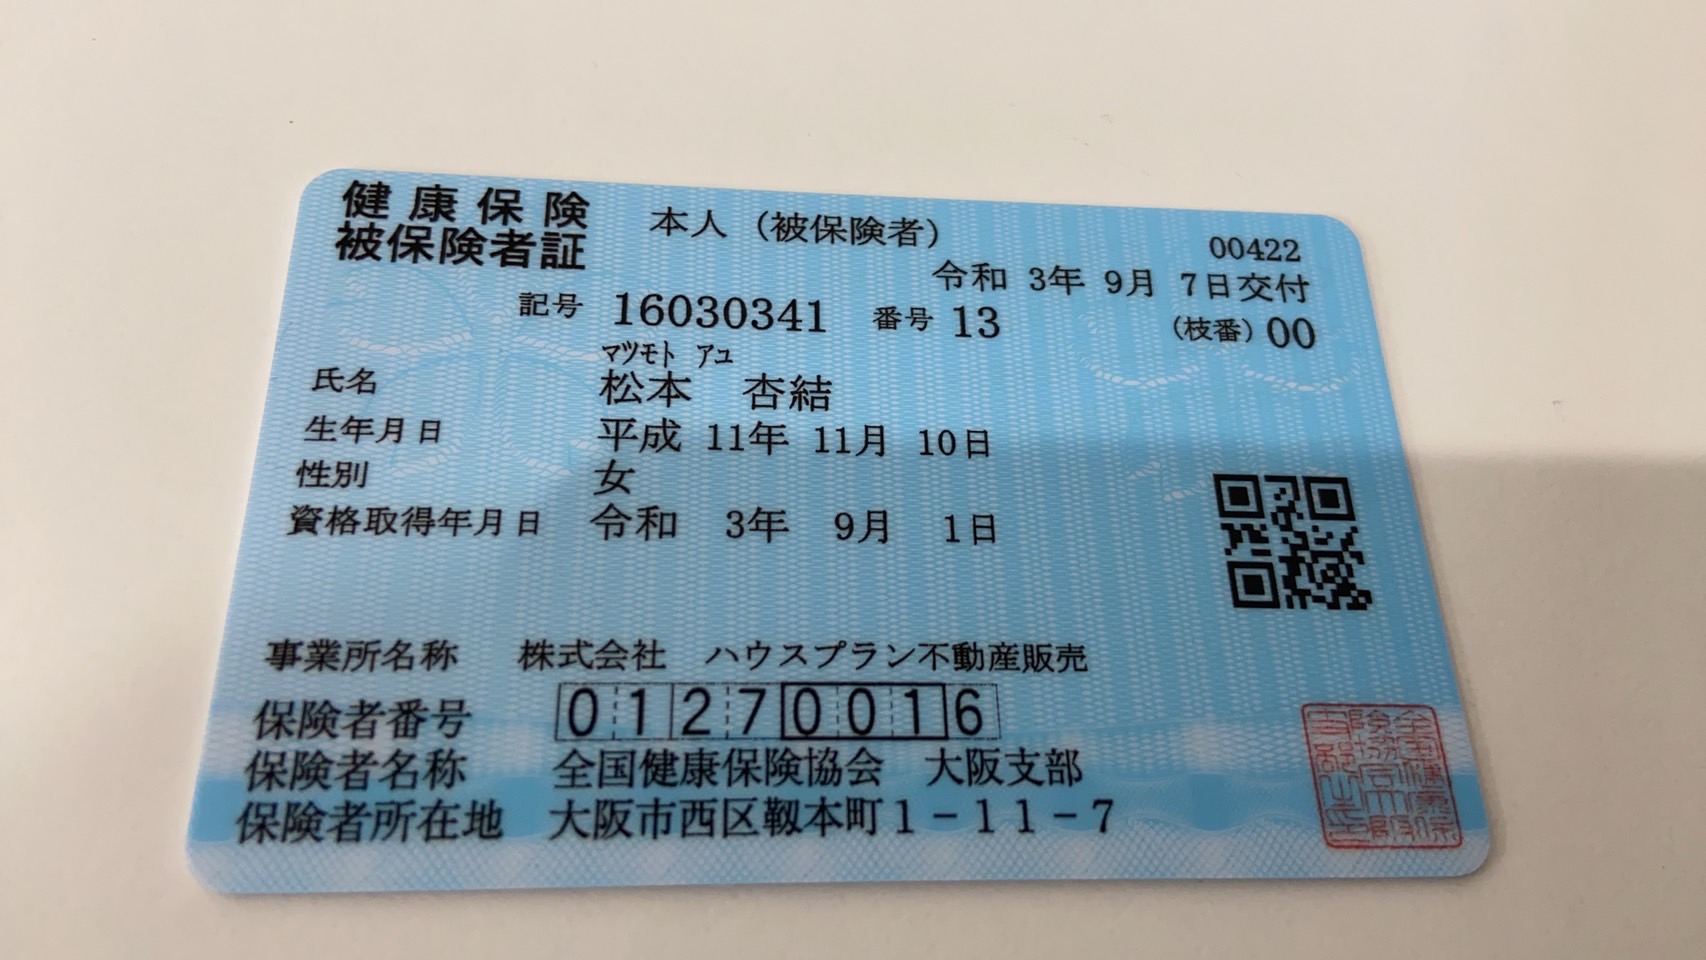 健康保険
被保険者証
本人（被保険者）
00422
令和 3年 9月 7日交付
記号 16030341 番号 13 （枝番）00
マツモト アユ
氏名 松本 杏結
生年月日 平成 11年 11月 10日
性別 女
資格取得年月日 令和 3年 9月 1日
事業所名称 株式会社 ハウスプラン不動産販売
保険者番号 01270016
保険者名称 全国健康保険協会 大阪支部
保険者所在地 大阪市西区靱本町1－11－7